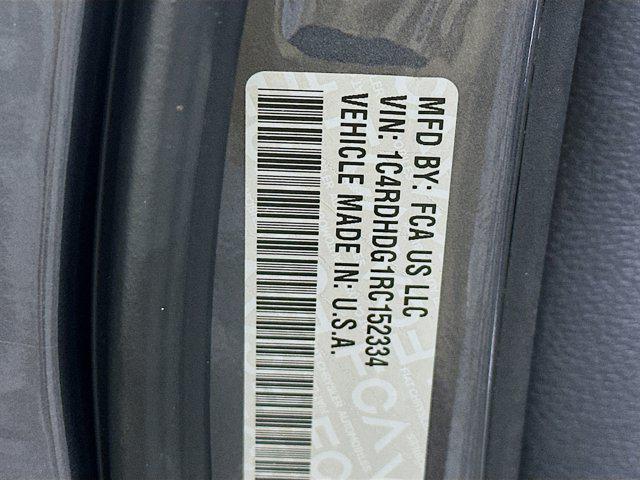 MFD BY: FCA US LLC
VIN: 1C4RDHDG1RC152334
VEHICLE MADE IN: U.S.A.